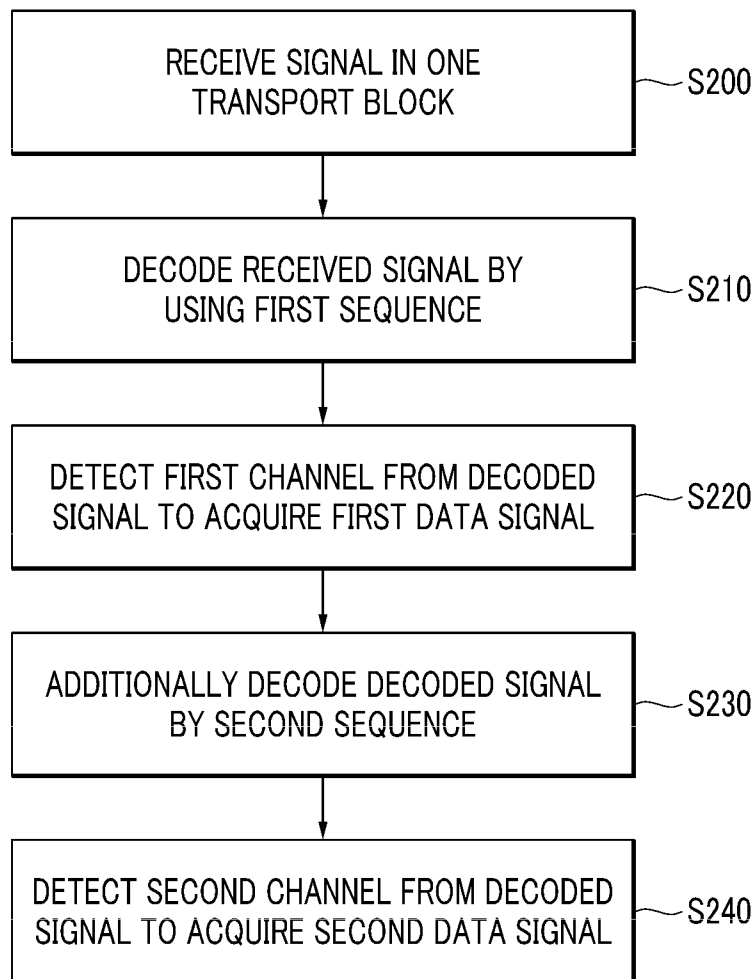 RECEIVE SIGNAL IN ONE
TRANSPORT BLOCK
S200
DECODE RECEIVED SIGNAL BY
USING FIRST SEQUENCE
S210
DETECT FIRST CHANNEL FROM DECODED
SIGNAL TO ACQUIRE FIRST DATA SIGNAL
S220
ADDITIONALLY DECODE DECODED SIGNAL
BY SECOND SEQUENCE
S230
DETECT SECOND CHANNEL FROM DECODED
SIGNAL TO ACQUIRE SECOND DATA SIGNAL
S240